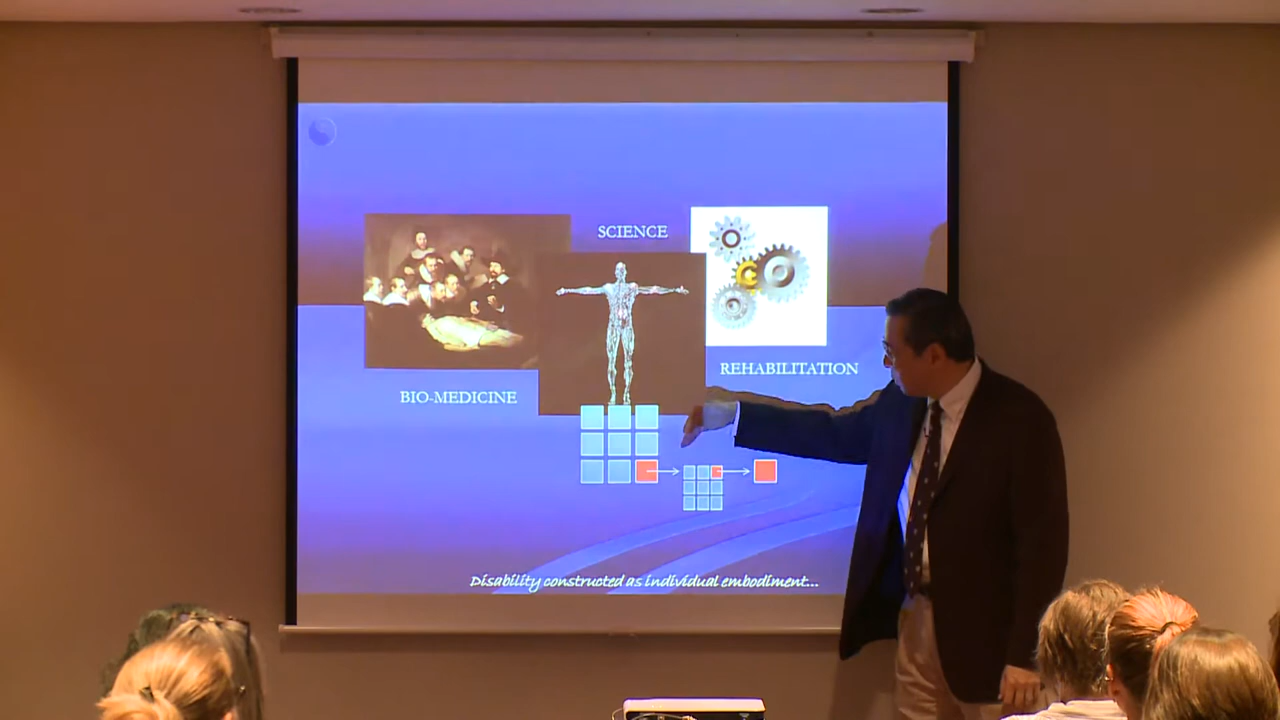 SCIENCE
REHABILITATION
BIO-MEDICINE
Disability constructed as individual embodiment...